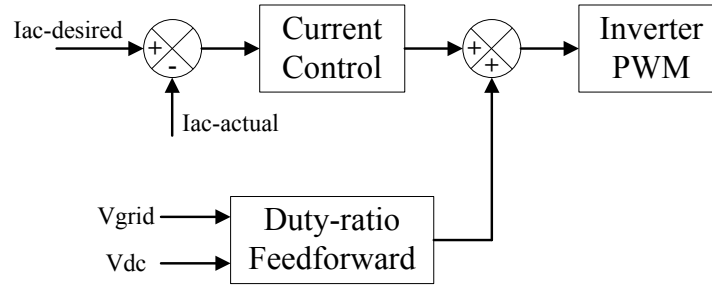 Iac-desired
+
-
Current
Control
+
+
Inverter
PWM
Iac-actual
Vgrid
Vdc
Duty-ratio
Feedforward